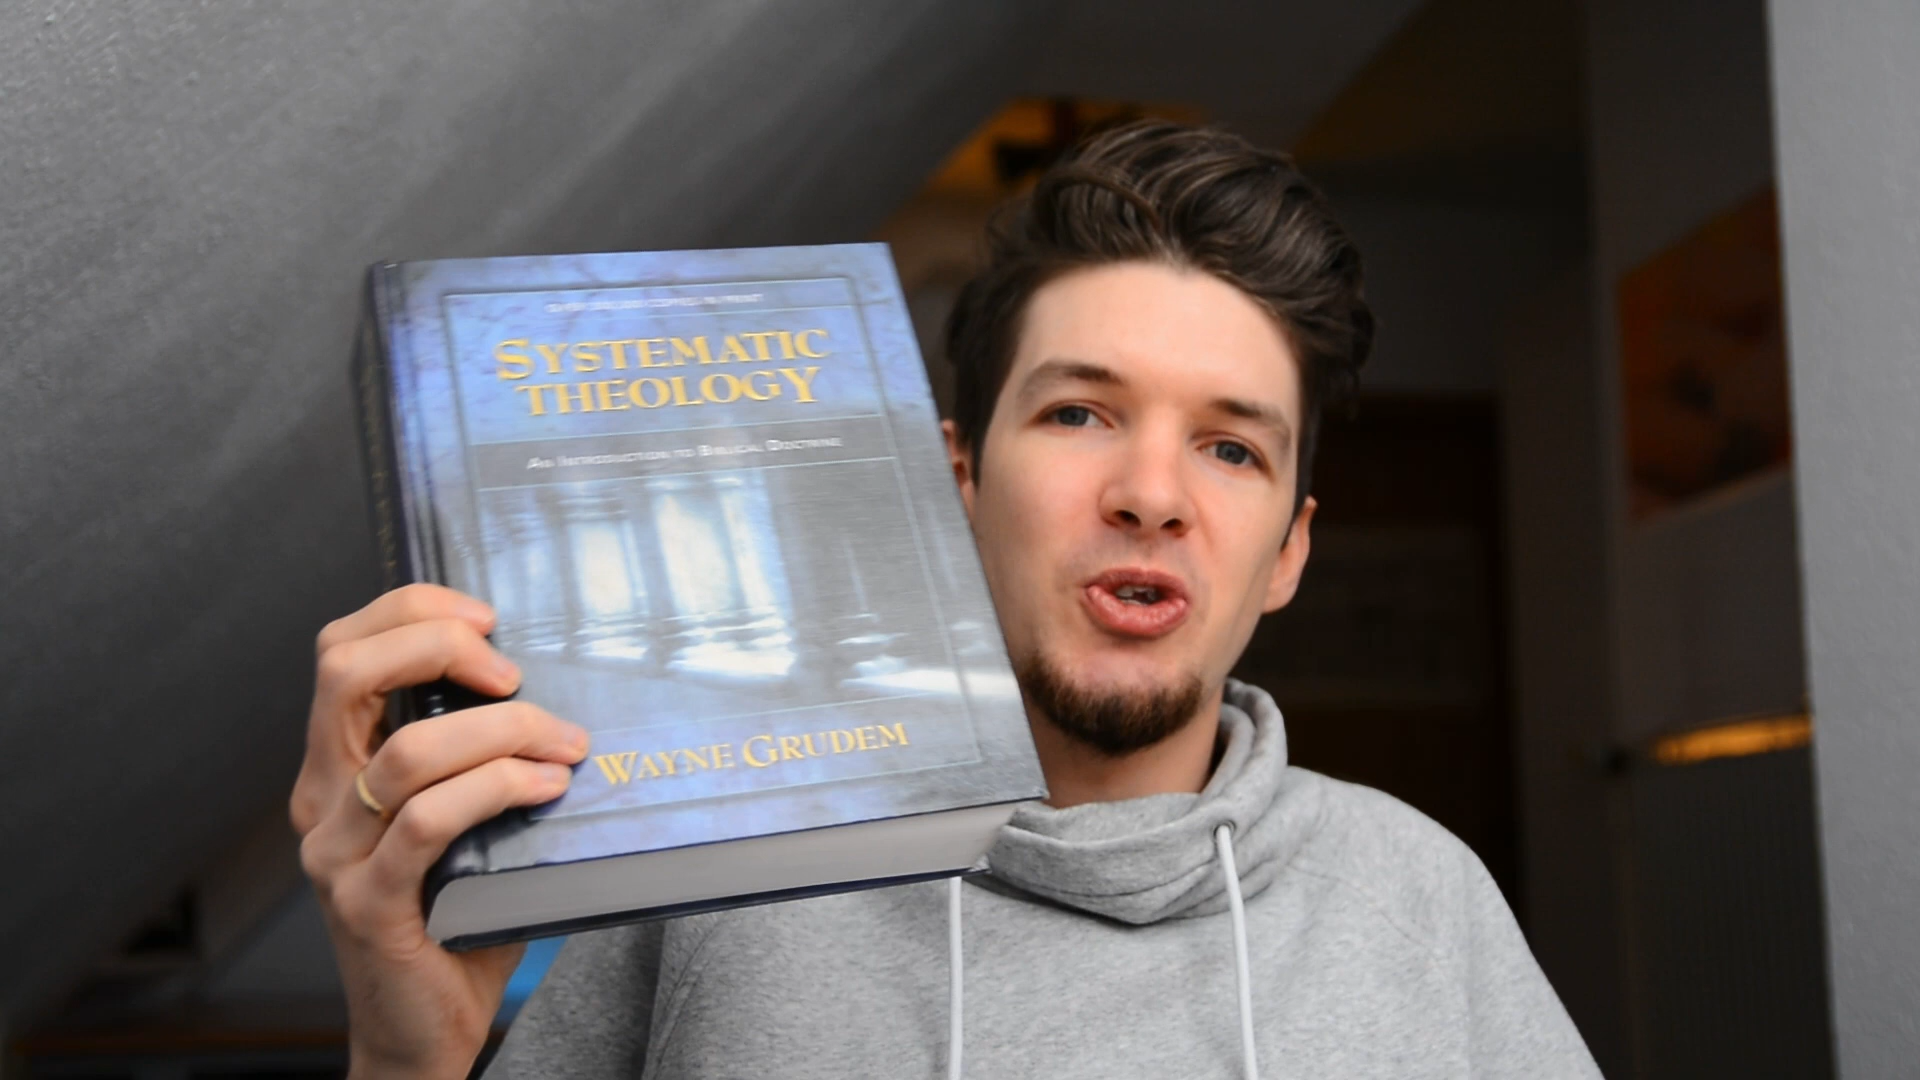 SYSTEMATIC
THEOLOGY
AN INTRODUCTION TO BIBLICAL DOCTRINE
WAYNE GRUDEM